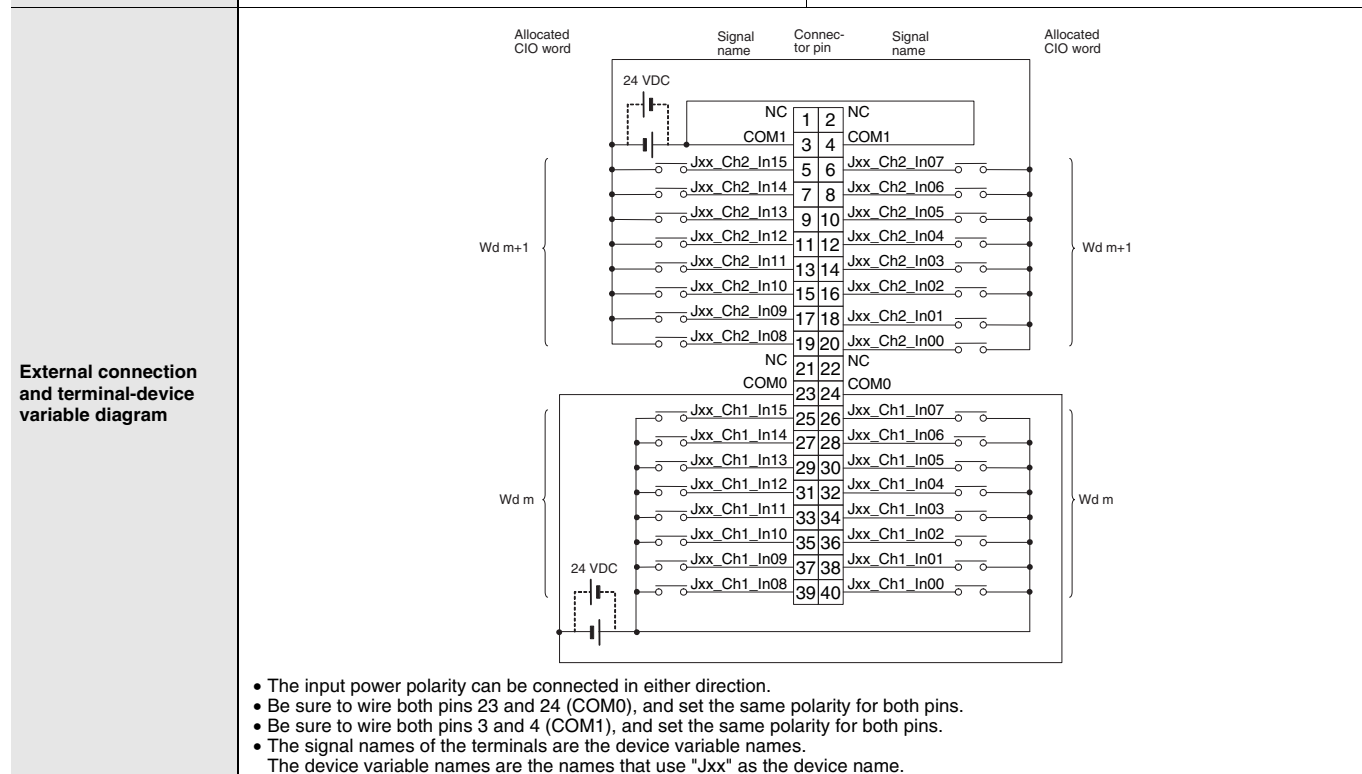 Allocated CIO word Signal name Connec- tor pin Signal name Allocated CIO word
24 VDC
NC 1 2 NC
COM1 3 4 COM1
Jxx_Ch2_In15 5 6 Jxx_Ch2_In07
Jxx_Ch2_In14 7 8 Jxx_Ch2_In06
Jxx_Ch2_In13 9 10 Jxx_Ch2_In05
Wd m+1 Jxx_Ch2_In12 11 12 Jxx_Ch2_In04 Wd m+1
Jxx_Ch2_In11 13 14 Jxx_Ch2_In03
Jxx_Ch2_In10 15 16 Jxx_Ch2_In02
Jxx_Ch2_In09 17 18 Jxx_Ch2_In01
Jxx_Ch2_In08 19 20 Jxx_Ch2_In00
NC 21 22 NC
COM0 23 24 COM0
External connection
and terminal-device
variable diagram
Jxx_Ch1_In15 25 26 Jxx_Ch1_In07
Jxx_Ch1_In14 27 28 Jxx_Ch1_In06
Jxx_Ch1_In13 29 30 Jxx_Ch1_In05
Wd m Jxx_Ch1_In12 31 32 Jxx_Ch1_In04 Wd m
Jxx_Ch1_In11 33 34 Jxx_Ch1_In03
Jxx_Ch1_In10 35 36 Jxx_Ch1_In02
24 VDC Jxx_Ch1_In09 37 38 Jxx_Ch1_In01
Jxx_Ch1_In08 39 40 Jxx_Ch1_In00
• The input power polarity can be connected in either direction.
• Be sure to wire both pins 23 and 24 (COM0), and set the same polarity for both pins.
• Be sure to wire both pins 3 and 4 (COM1), and set the same polarity for both pins.
• The signal names of the terminals are the device variable names.
The device variable names are the names that use "Jxx" as the device name.